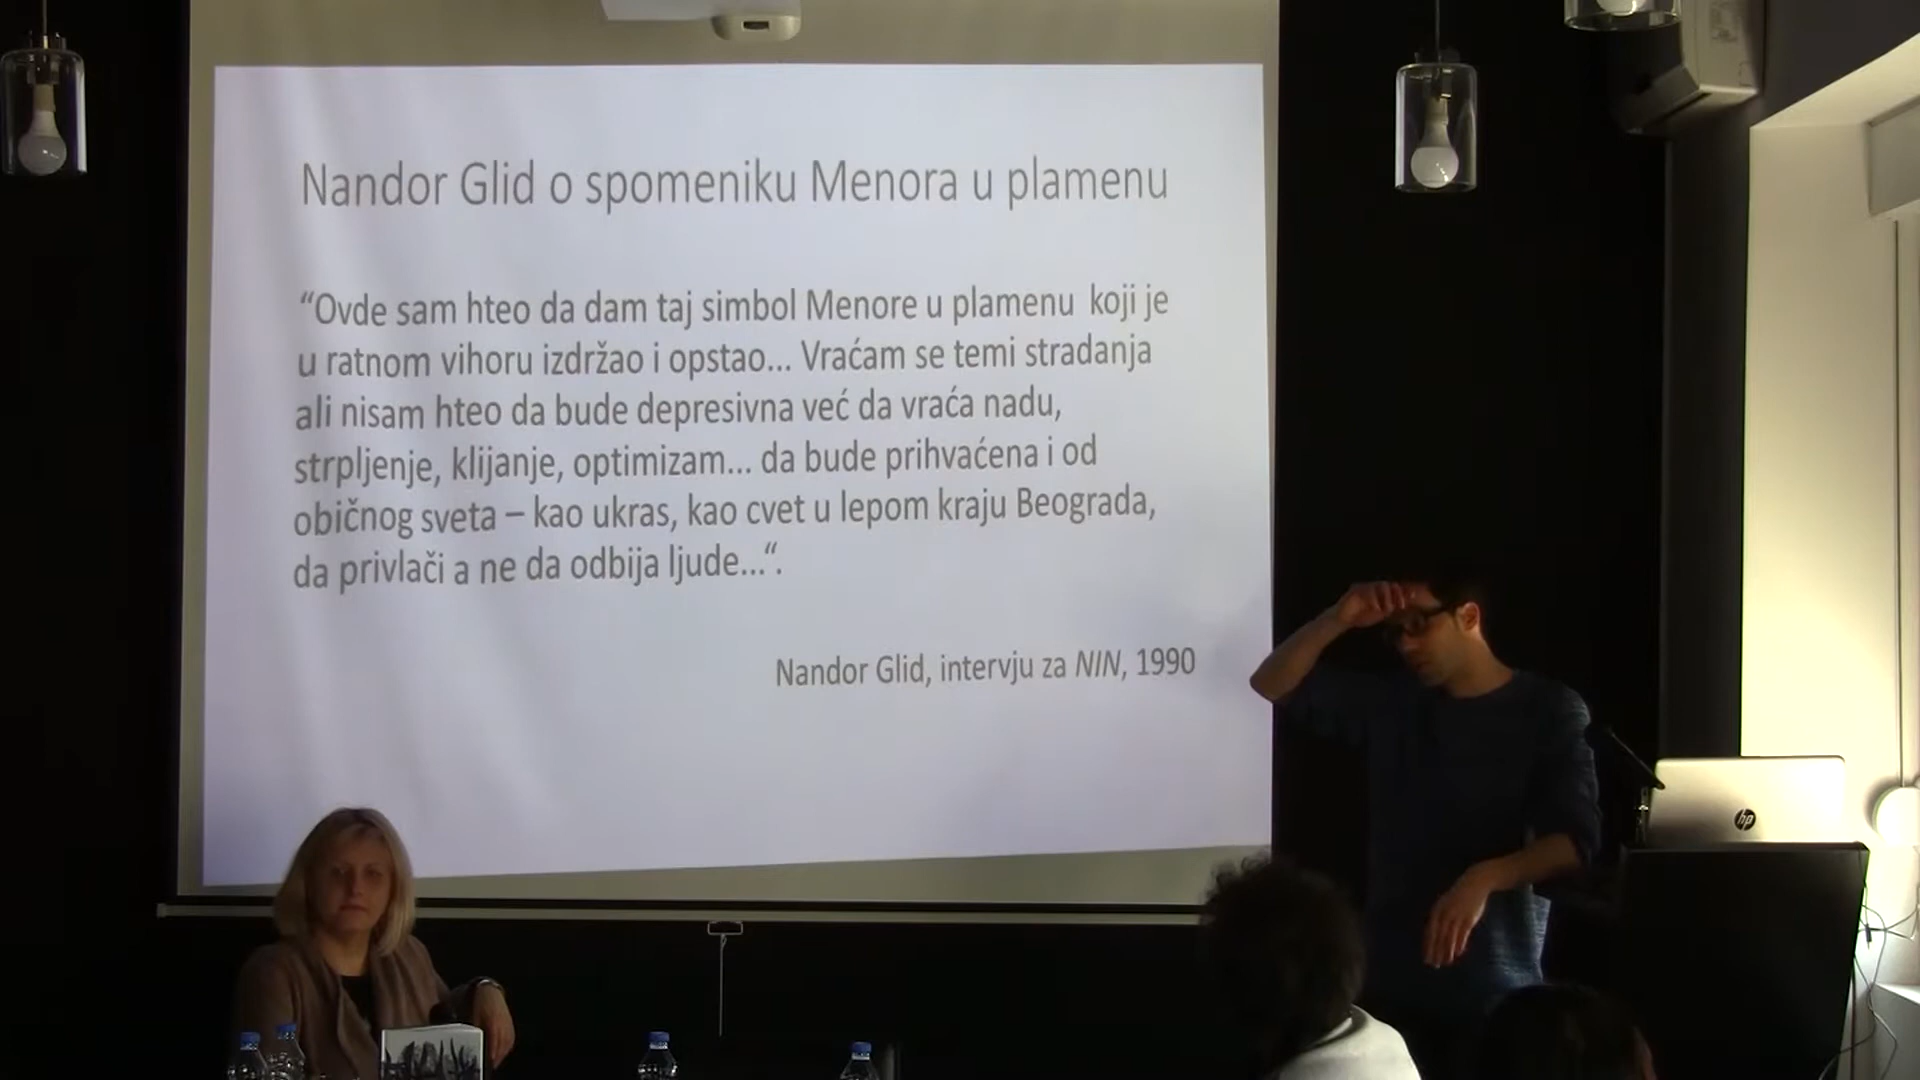 Nandor Glid o spomeniku Menora u plamenu
“Ovde sam hteo da dam taj simbol Menore u plamenu koji je
u ratnom vihoru izdržao i opstao... Vraćam se temi stradanja
ali nisam hteo da bude depresivna već da vraća nadu,
strpljenje, klijanje, optimizam... da bude prihvaćena i od
običnog sveta – kao ukras, kao cvet u lepom kraju Beograda,
da privlači a ne da odbija ljude...“.
Nandor Glid, intervju za NIN, 1990
hp